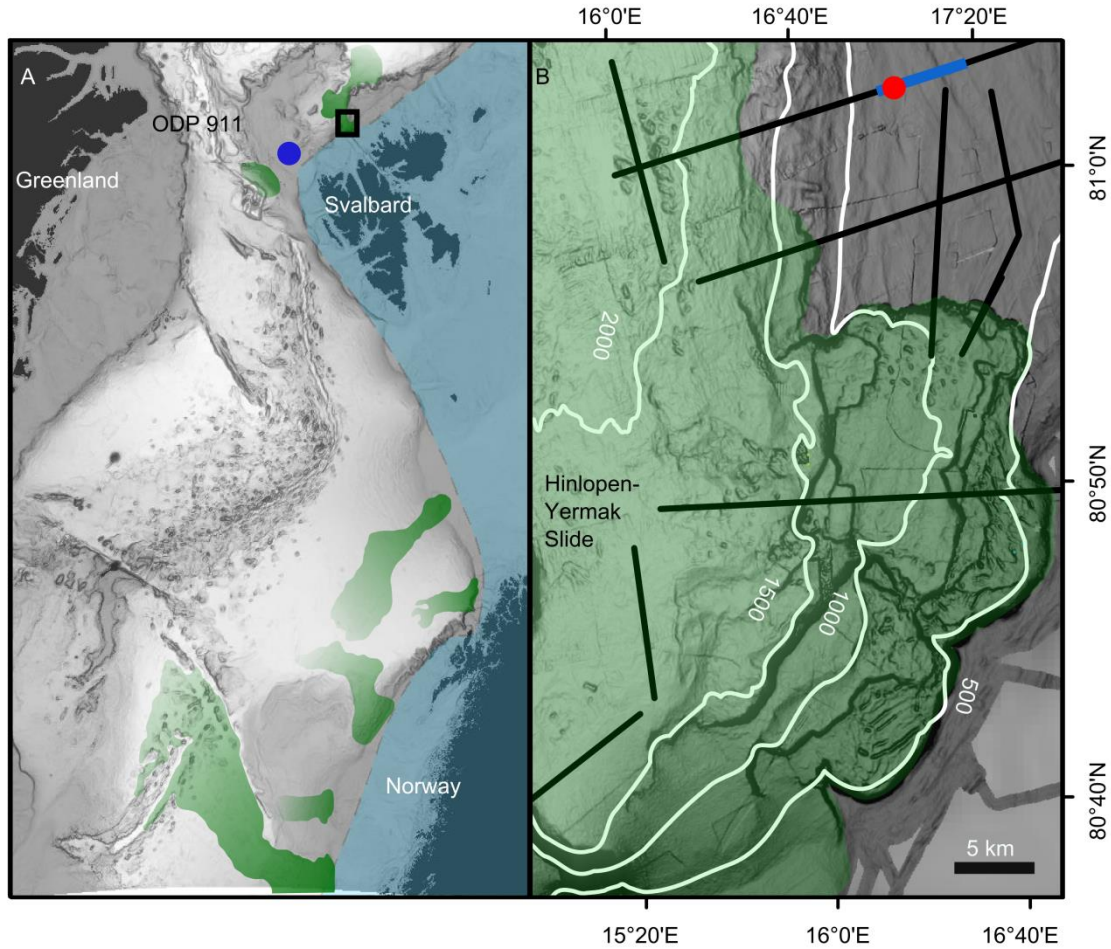 16°0'E
16°40'E
17°20'E
A
B
ODP 911
Greenland
Svalbard
81°0'N
2000
80°50'N
Hinlopen-
Yermak
Slide
1500
1000
500
Norway
80°40'N
5 km
15°20'E
16°0'E
16°40'E